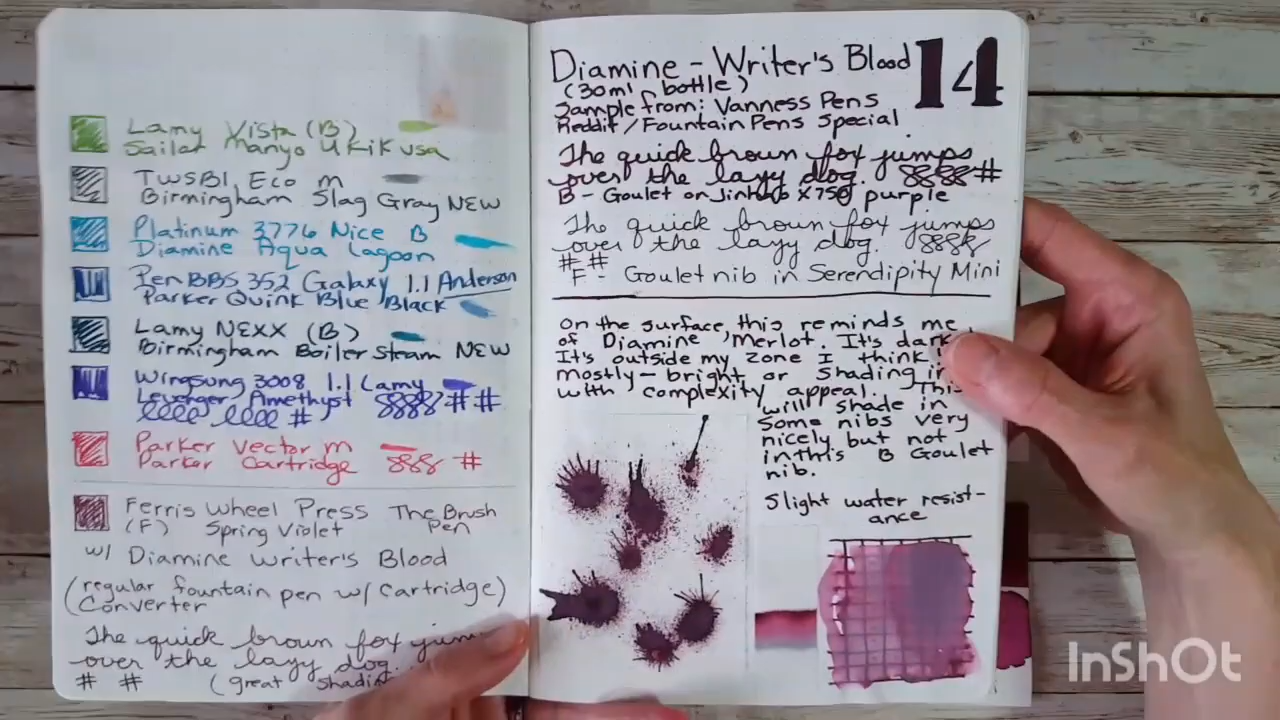 Lamy Vista (B)
Sailor Manyo Ukikusa
TWSBI Eco m
Birmingham Slag Gray NEW
Platinum 3776 Nice B
Diamine Aqua Lagoon
PenBBS 352 Galaxy 1.1 Anderson
Parker Quink Blue Black
Lamy NEXX (B)
Birmingham Boiler Steam NEW
Wingsung 3008 1.1 Lamy
Levenger Amethyst 8888 # #
llll llll #
Parker Vector m
Parker Cartridge 888 #
Ferris Wheel Press The Brush
(F) Spring Violet Pen
w/ Diamine Writer's Blood
(regular fountain pen w/ Cartridge)
Converter
The quick brown fox
over the lazy dog.
# # (great
Diamine - Writer's Blood 14
(30ml bottle)
Sample from: Vanness Pens
Reddit/Fountain Pens Special
The quick brown fox jumps
over the lazy dog. 8888 #
B - Goulet on Jinhao X750 purple
The quick brown fox jumps
over the lazy dog. 8888
# #
F - Goulet nib in Serendipity Mini
On the surface, this reminds me
of Diamine Merlot. It's dark
It's outside my zone I think!
Mostly - bright or shading in
with complexity appeal. This
will shade in
some nibs very
nicely but not
in this B Goulet
nib.
Slight water resist-
ance
InShOt